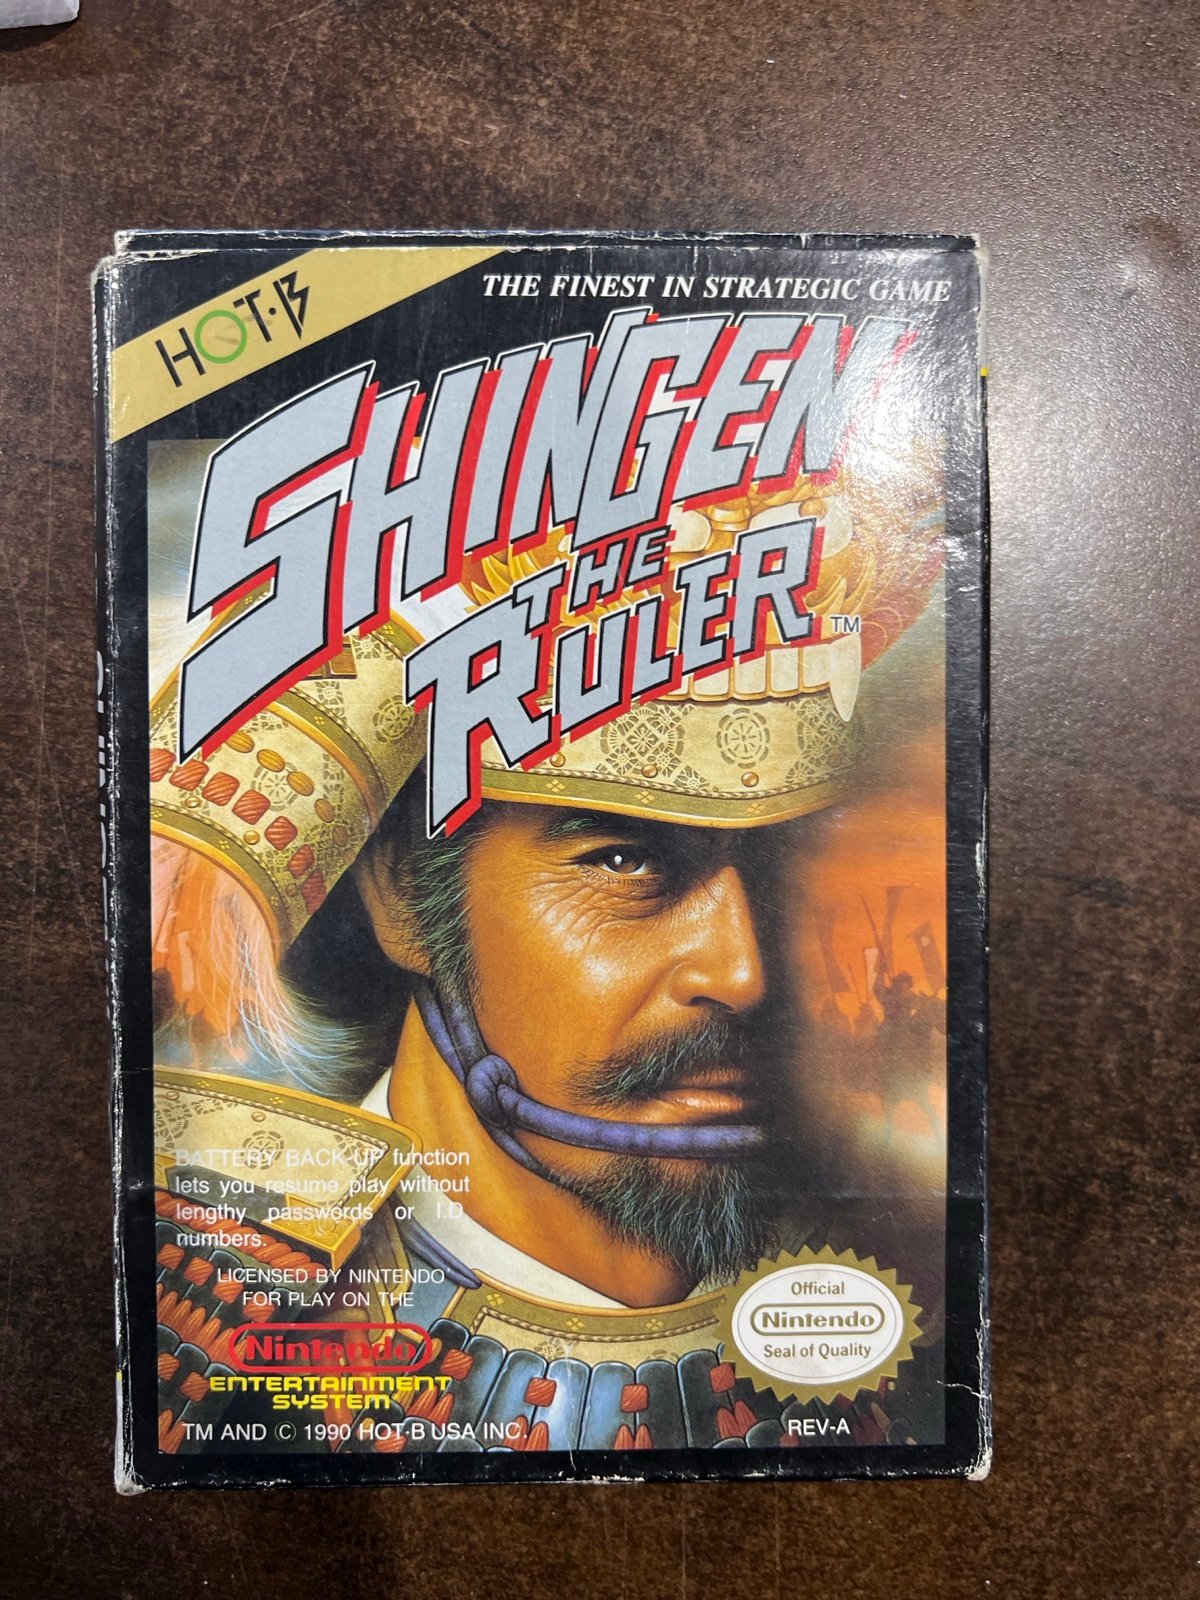 HOT·B
THE FINEST IN STRATEGIC GAME
SHINGEN
THE
RULER™
BATTERY BACK-UP function
lets you resume play without
lengthy passwords or I.D.
numbers.
LICENSED BY NINTENDO®
FOR PLAY ON THE
Nintendo®
ENTERTAINMENT
SYSTEM®
TM AND © 1990 HOT·B USA INC.
Official
Nintendo®
Seal of Quality
®
REV-A